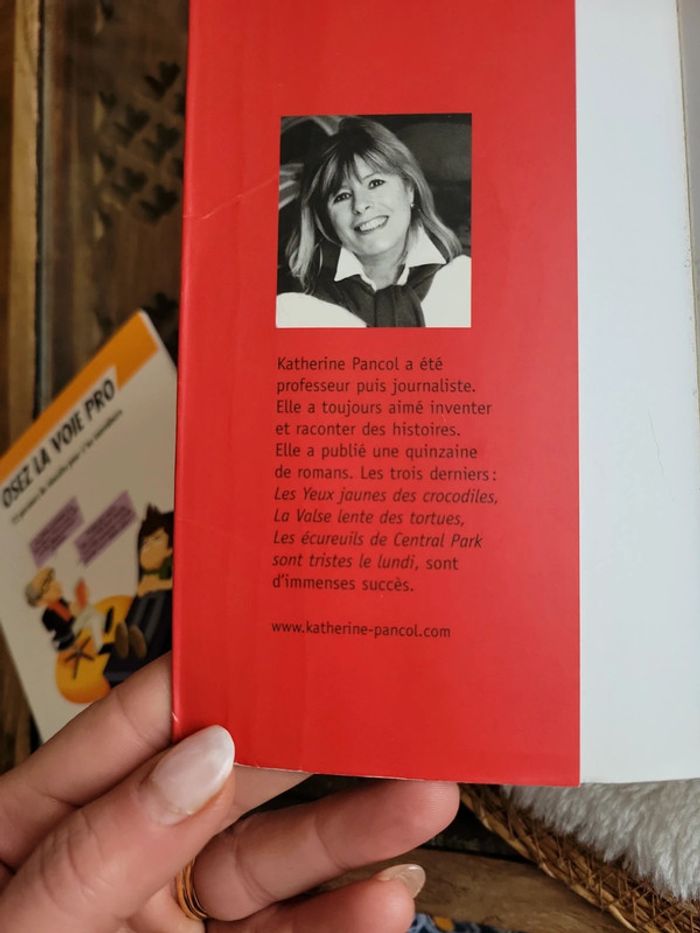 Katherine Pancol a été
professeur puis journaliste.
Elle a toujours aimé inventer
et raconter des histoires.
Elle a publié une quinzaine
de romans. Les trois derniers :
Les Yeux jaunes des crocodiles,
La Valse lente des tortues,
Les écureuils de Central Park
sont tristes le lundi, sont
d'immenses succès.
www.katherine-pancol.com
OSEZ LA VOIE PRO